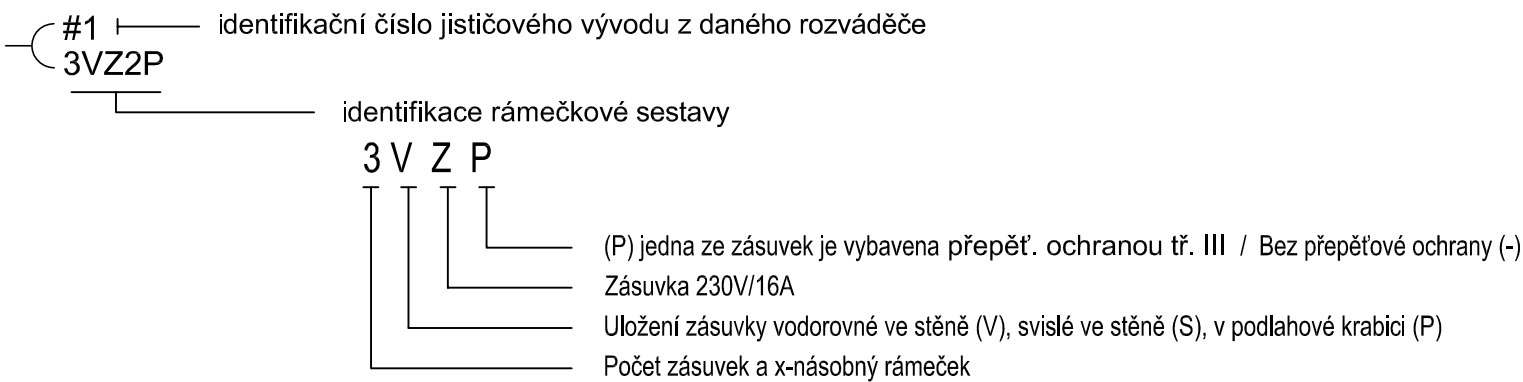 #1 identifikační číslo jističového vývodu z daného rozváděče
3VZ2P
identifikace rámečkové sestavy
3 V Z P
(P) jedna ze zásuvek je vybavena přepěť. ochranou tř. III / Bez přepěťové ochrany (-)
Zásuvka 230V/16A
Uložení zásuvky vodorovné ve stěně (V), svislé ve stěně (S), v podlahové krabici (P)
Počet zásuvek a x-násobný rámeček